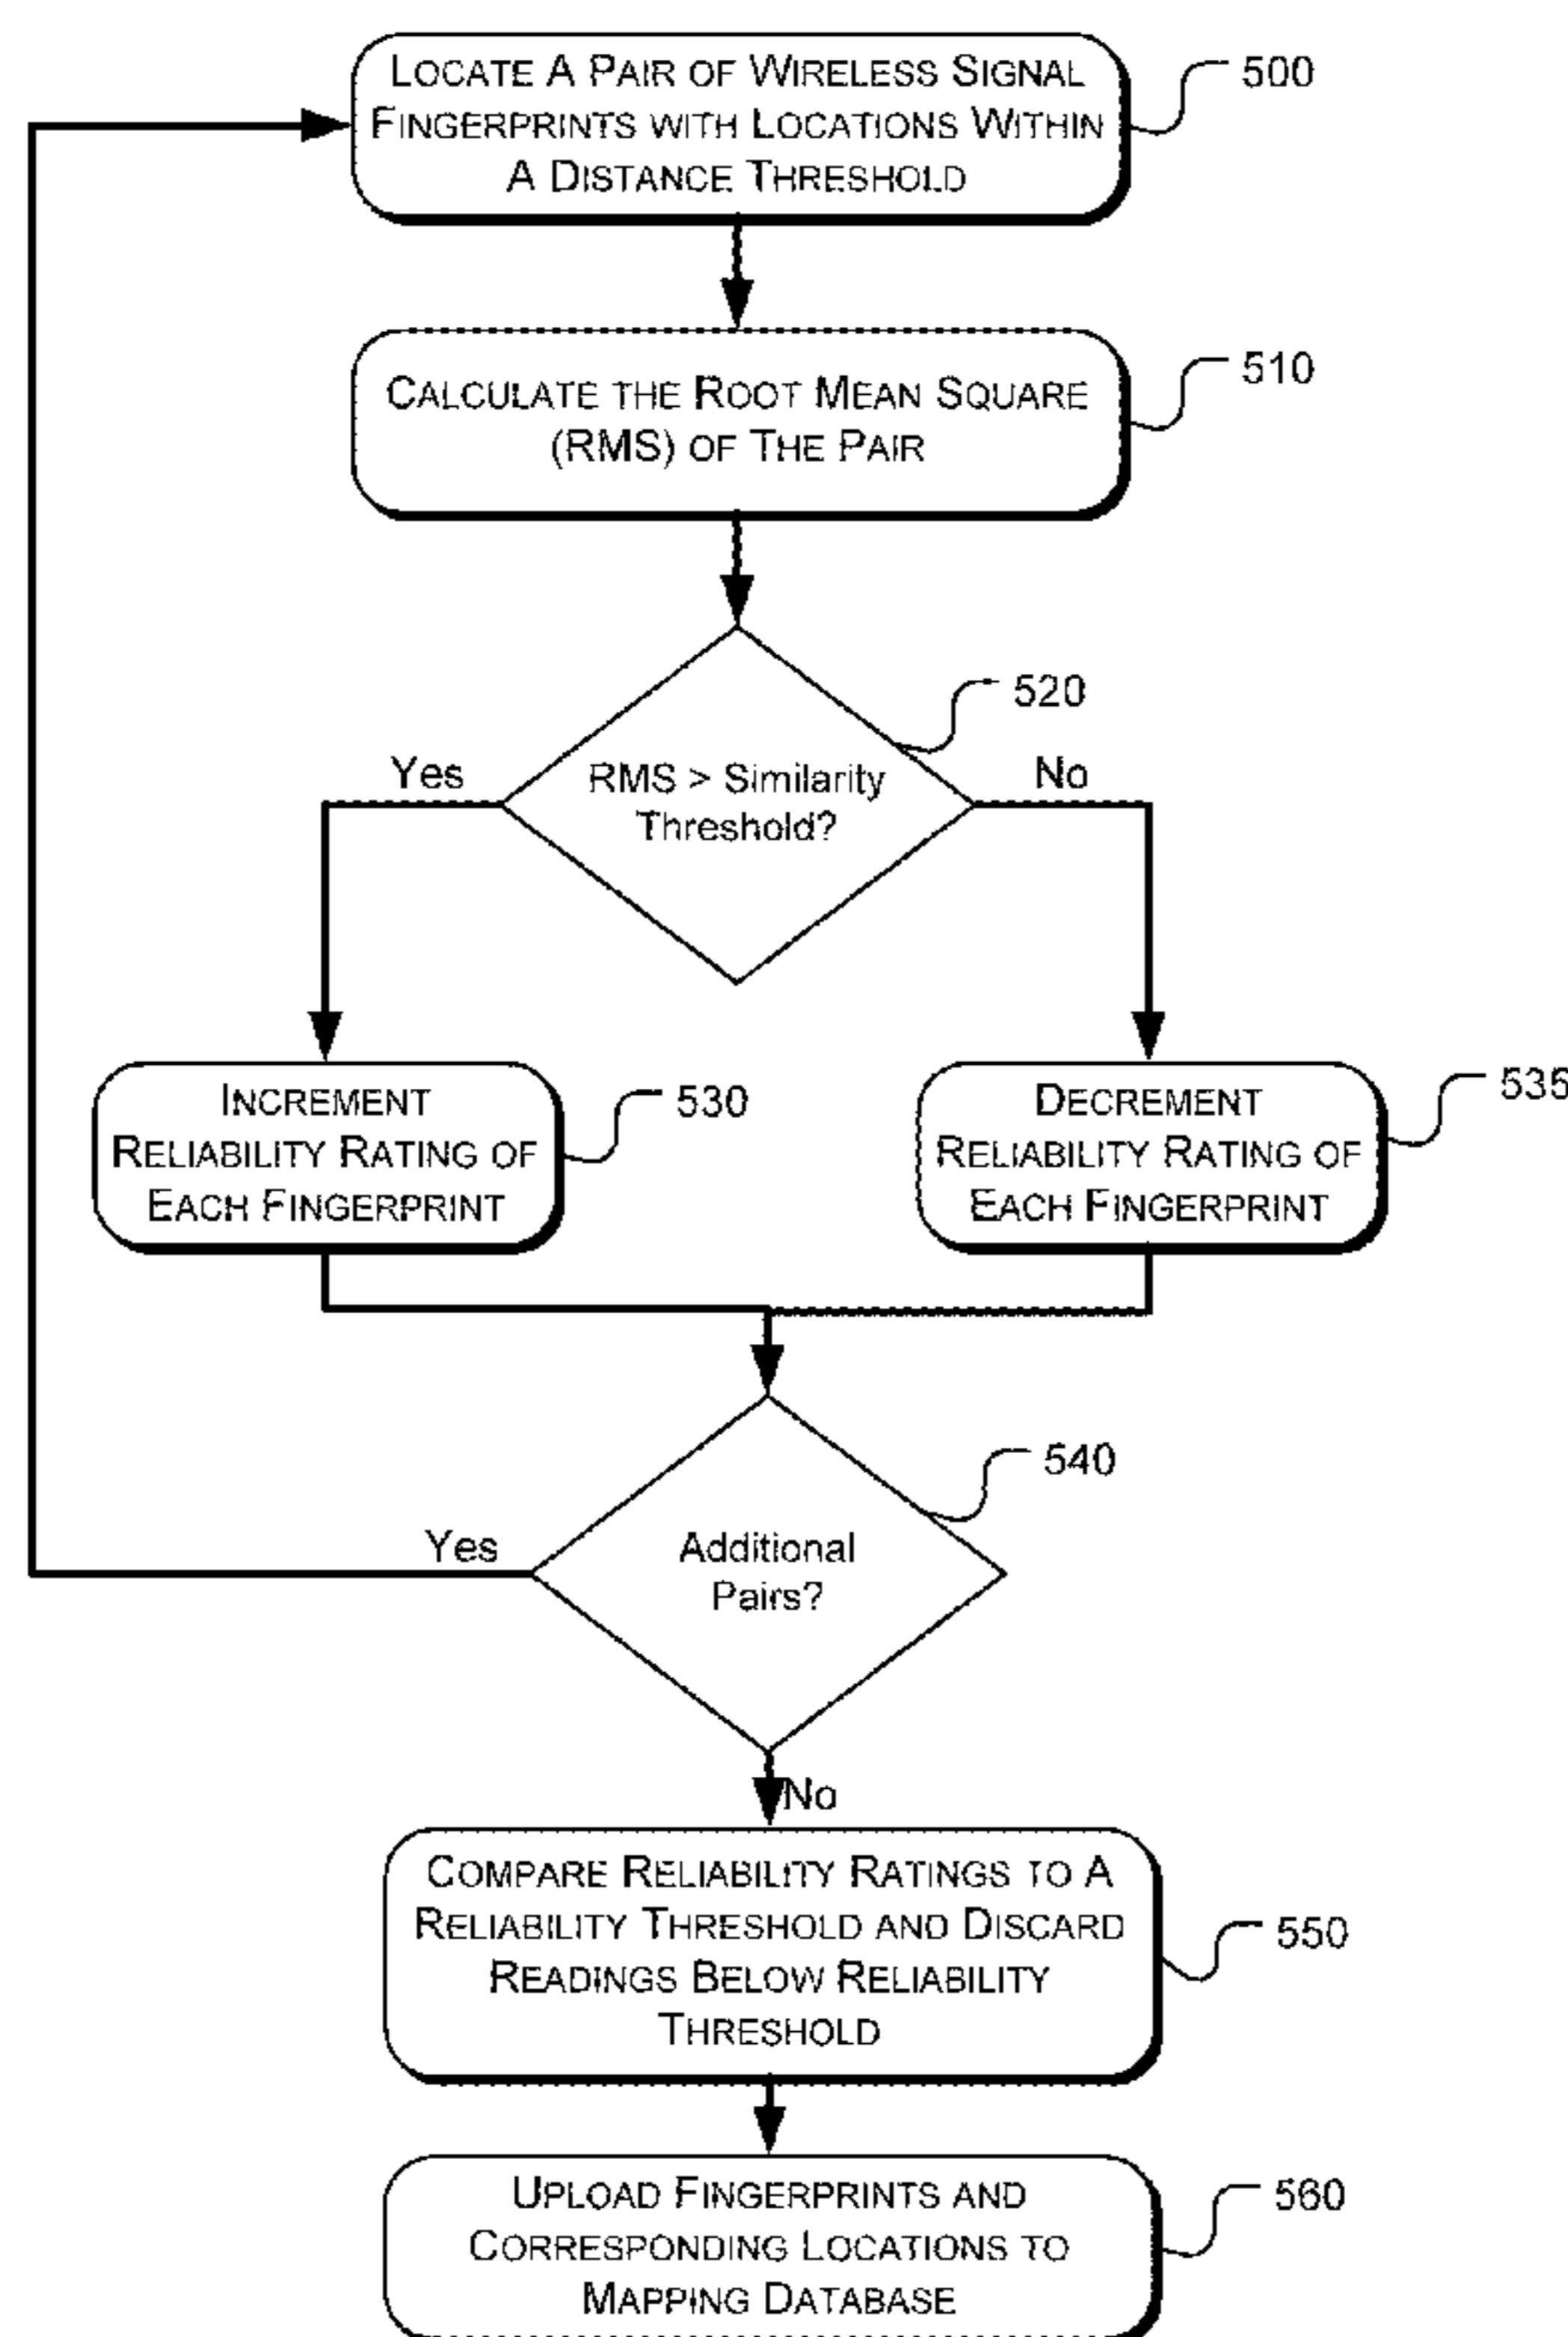 LOCATE A PAIR OF WIRELESS SIGNAL
FINGERPRINTS WITH LOCATIONS WITHIN
A DISTANCE THRESHOLD
500
CALCULATE THE ROOT MEAN SQUARE
(RMS) OF THE PAIR
510
RMS > Similarity
Threshold?
520
Yes
No
INCREMENT
RELIABILITY RATING OF
EACH FINGERPRINT
530
DECREMENT
RELIABILITY RATING OF
EACH FINGERPRINT
535
Additional
Pairs?
540
Yes
No
COMPARE RELIABILITY RATINGS TO A
RELIABILITY THRESHOLD AND DISCARD
READINGS BELOW RELIABILITY
THRESHOLD
550
UPLOAD FINGERPRINTS AND
CORRESPONDING LOCATIONS TO
MAPPING DATABASE
560